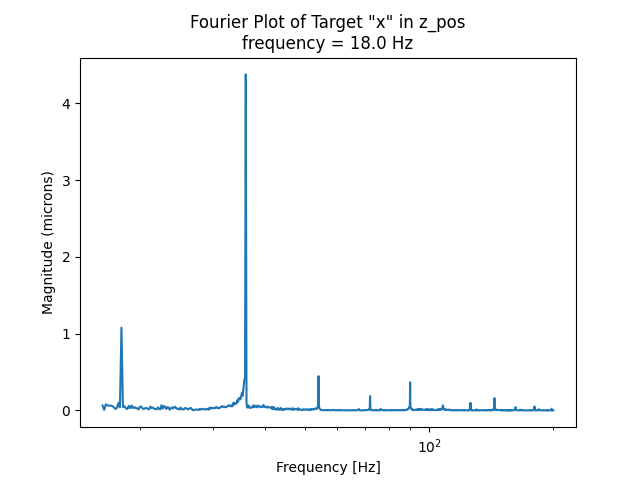 Fourier Plot of Target "x" in z_pos
frequency = 18.0 Hz
Magnitude (microns)
4
3
2
1
0
10²
Frequency [Hz]